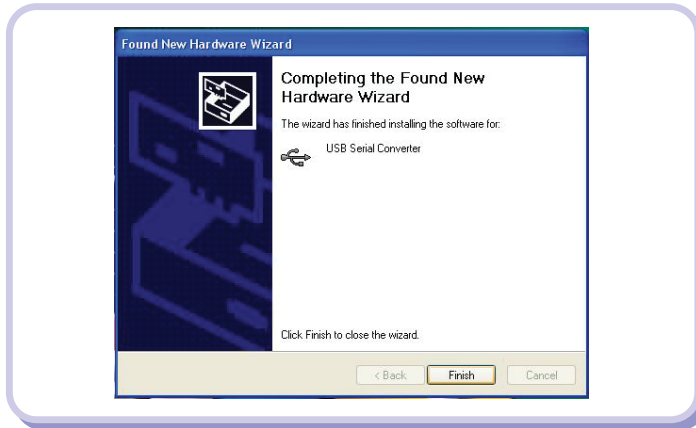 Found New Hardware Wizard
Completing the Found New
Hardware Wizard
The wizard has finished installing the software for:
USB Serial Converter
Click Finish to close the wizard.
< Back
Finish
Cancel